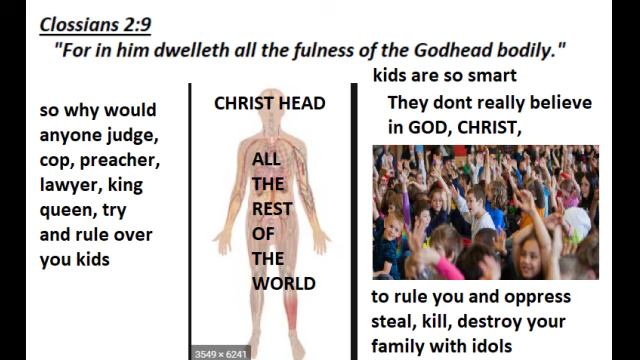 Clossians 2:9
"For in him dwelleth all the fulness of the Godhead bodily."
so why would
anyone judge,
cop, preacher,
lawyer, king
queen, try
and rule over
you kids
CHRIST HEAD
ALL
THE
REST
OF
THE
WORLD
3549 × 6241
kids are so smart
They dont really believe
in GOD, CHRIST,
to rule you and oppress
steal, kill, destroy your
family with idols